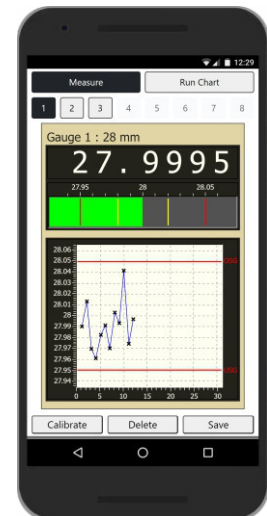 12:29
Measure Run Chart
1 2 3 4 5 6 7 8
Gauge 1 : 28 mm
27.9995
27.95 28 28.05
28.06
28.05 USG
28.04
28.03
28.02
28.01
28
27.99
27.98
27.97
27.96
27.95 USG
27.94
0 5 10 15 20 25 30
Calibrate Delete Save